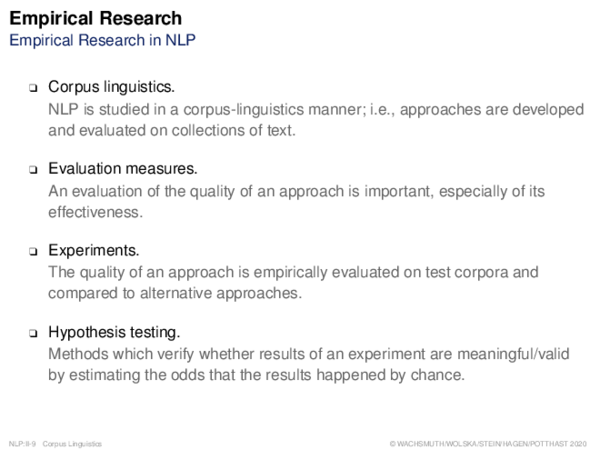 Empirical Research
Empirical Research in NLP
❏ Corpus linguistics.
NLP is studied in a corpus-linguistics manner; i.e., approaches are developed
and evaluated on collections of text.
❏ Evaluation measures.
An evaluation of the quality of an approach is important, especially of its
effectiveness.
❏ Experiments.
The quality of an approach is empirically evaluated on test corpora and
compared to alternative approaches.
❏ Hypothesis testing.
Methods which verify whether results of an experiment are meaningful/valid
by estimating the odds that the results happened by chance.
NLP:II-9 Corpus Linguistics © WACHSMUTH/WOLSKA/STEIN/HAGEN/POTTHAST 2020